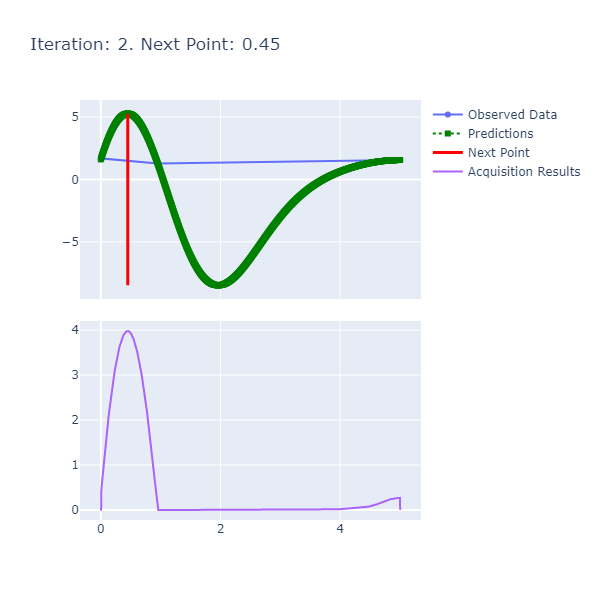 Iteration: 2. Next Point: 0.45
Observed Data
Predictions
Next Point
Acquisition Results
5
0
−5
4
3
2
1
0
0
2
4